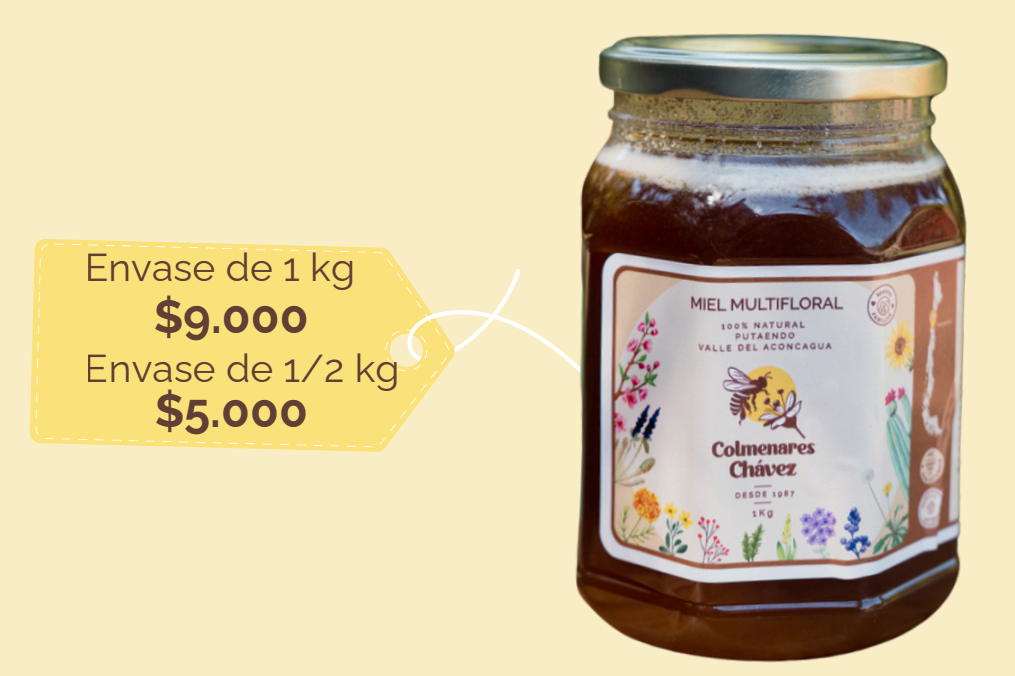 Envase de 1 kg
$9.000
Envase de 1/2 kg
$5.000
MIEL MULTIFLORAL
100% NATURAL
PUTAENDO
VALLE DEL ACONCAGUA
Colmenares
Chávez
DESDE 1987
1Kg